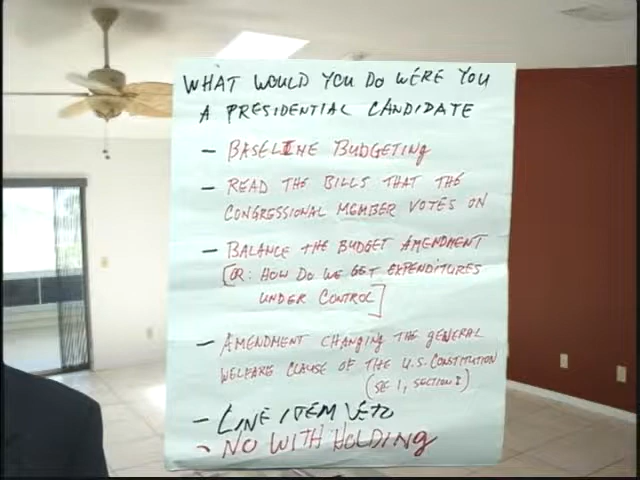 WHAT WOULD YOU DO WERE YOU
A PRESIDENTIAL CANDIDATE
- BASELINE BUDGETING
- READ THE BILLS THAT THE
CONGRESSIONAL MEMBER VOTES ON
- BALANCE THE BUDGET AMENDMENT
[OR: HOW DO WE GET EXPENDITURES
UNDER CONTROL]
- AMENDMENT CHANGING THE GENERAL
WELFARE CLAUSE OF THE U.S. CONSTITUTION
(SE 1, SECTION I)
- LINE ITEM VETO
- NO WITH HOLDING